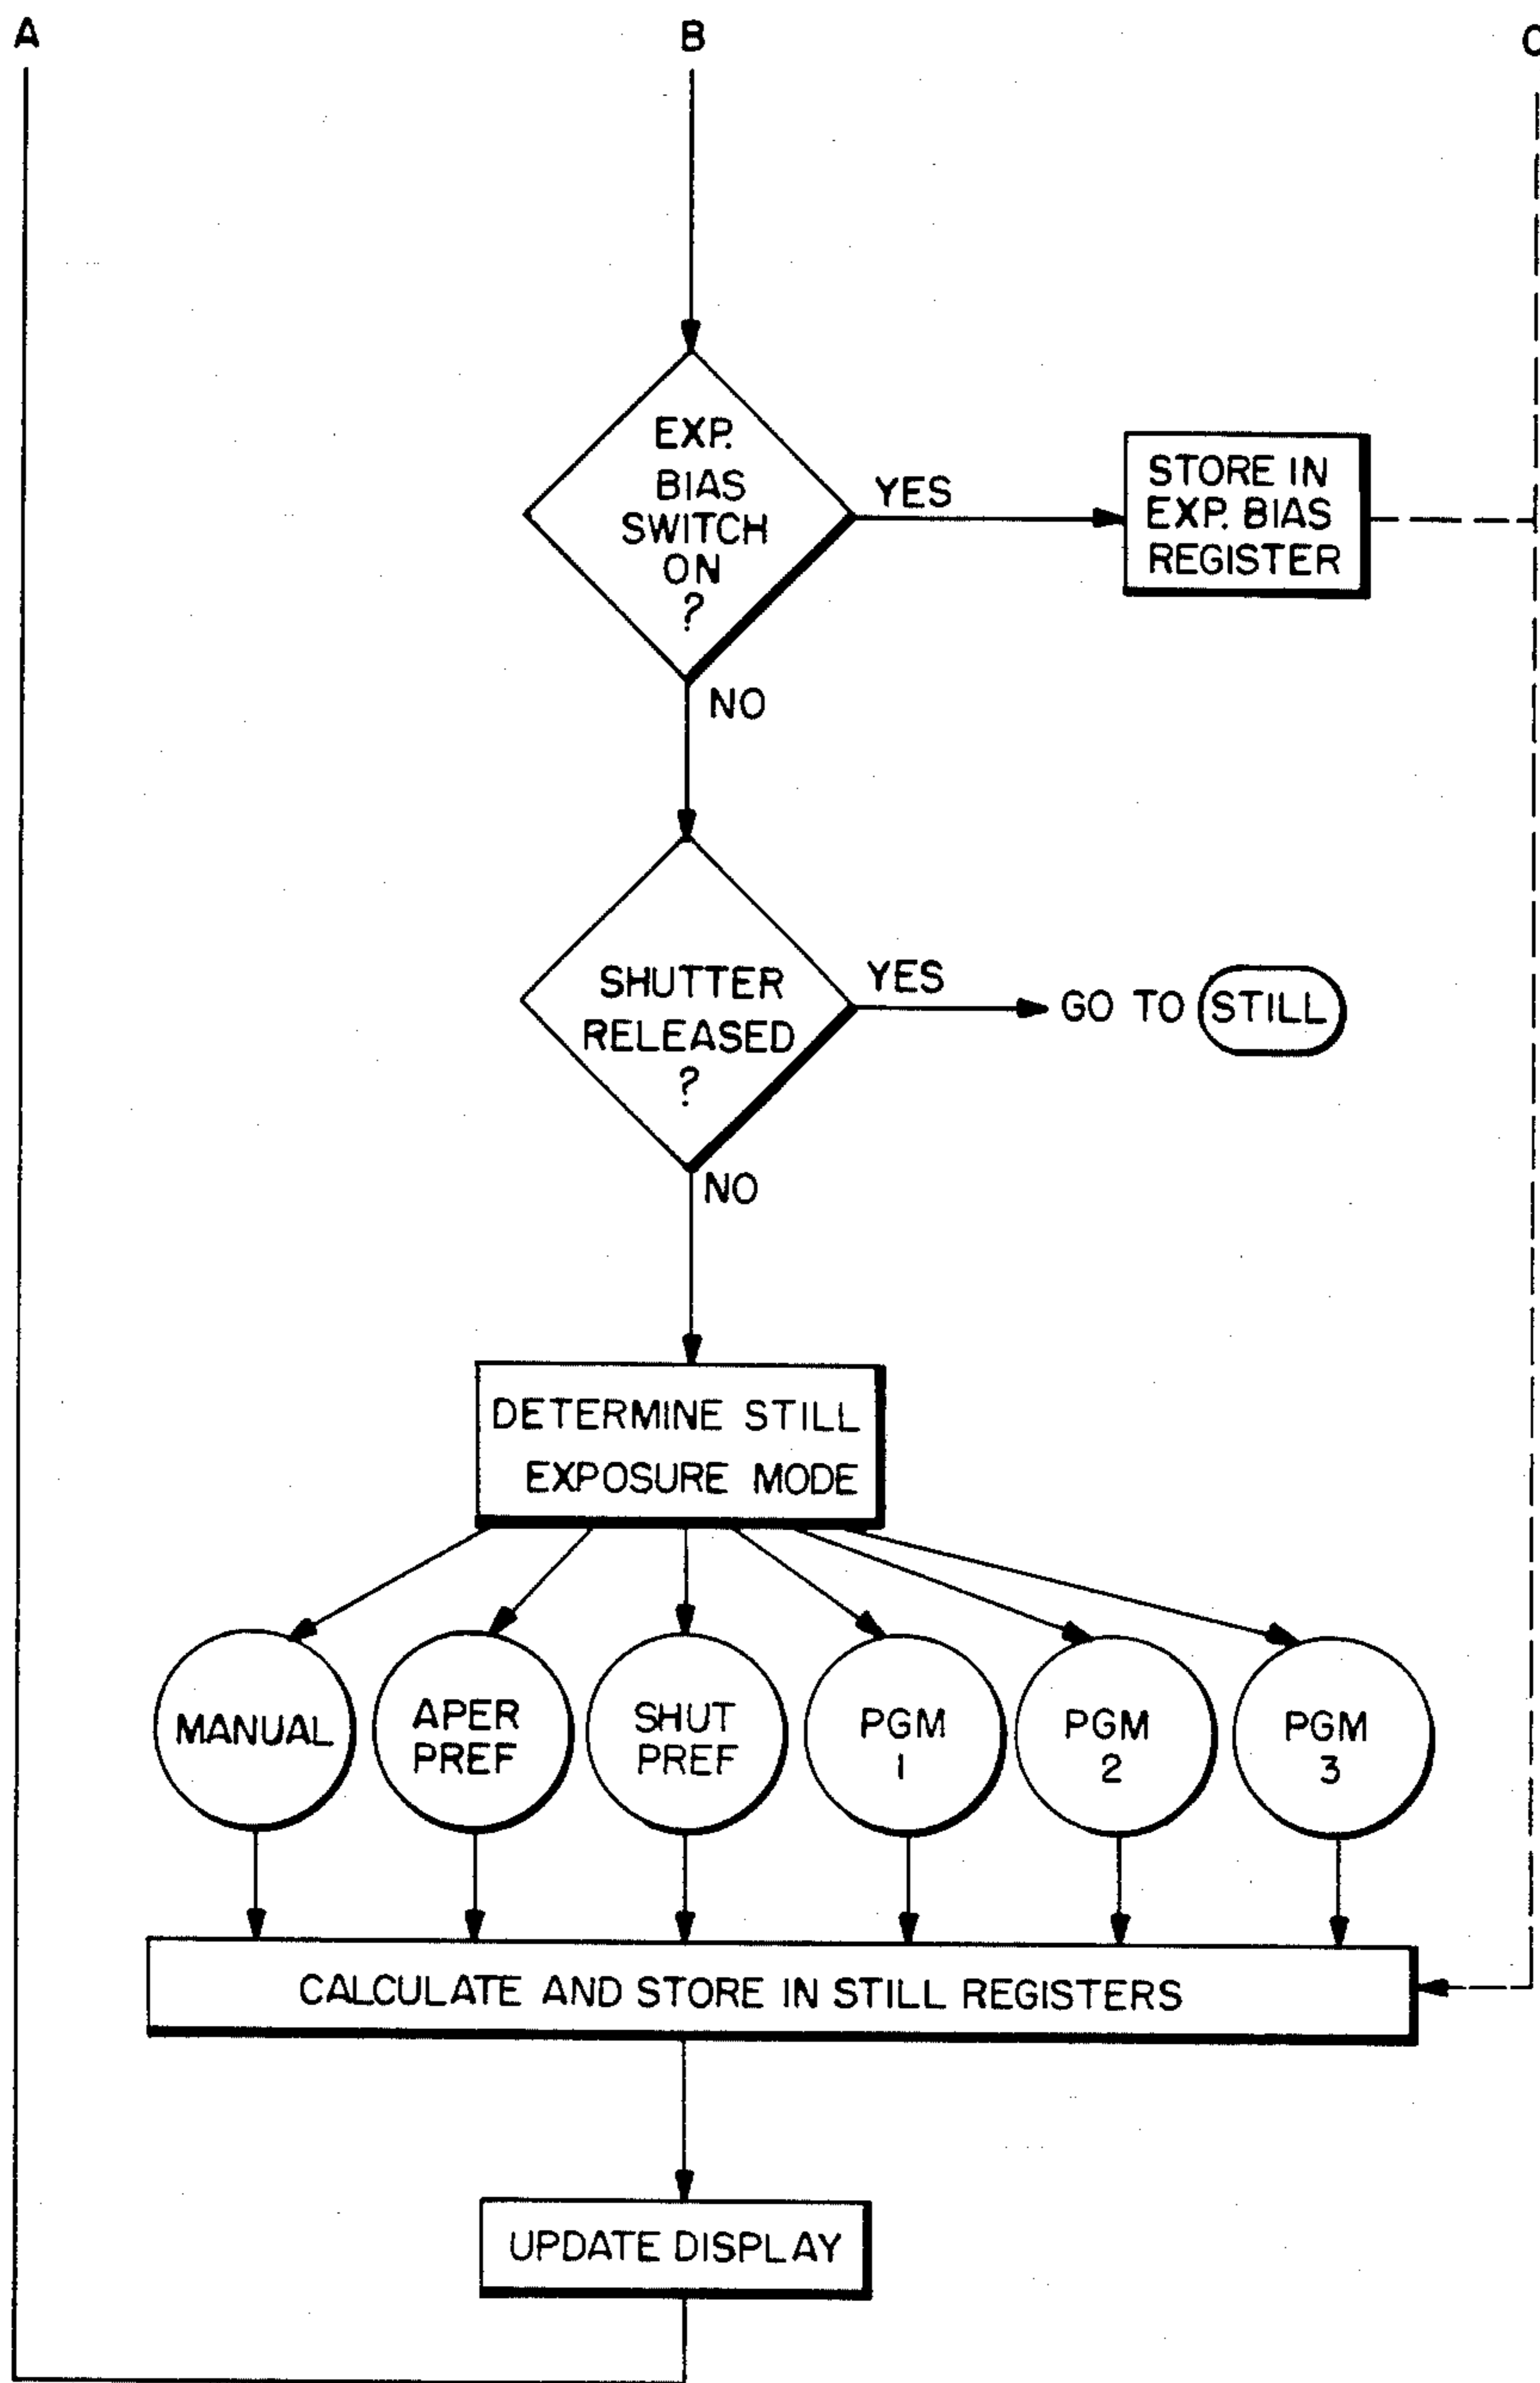 A
B
C
EXP.
BIAS
SWITCH
ON
?
YES
STORE IN
EXP. BIAS
REGISTER
NO
SHUTTER
RELEASED
?
YES
GO TO STILL
NO
DETERMINE STILL
EXPOSURE MODE
MANUAL
APER
PREF
SHUT
PREF
PGM
1
PGM
2
PGM
3
CALCULATE AND STORE IN STILL REGISTERS
UPDATE DISPLAY